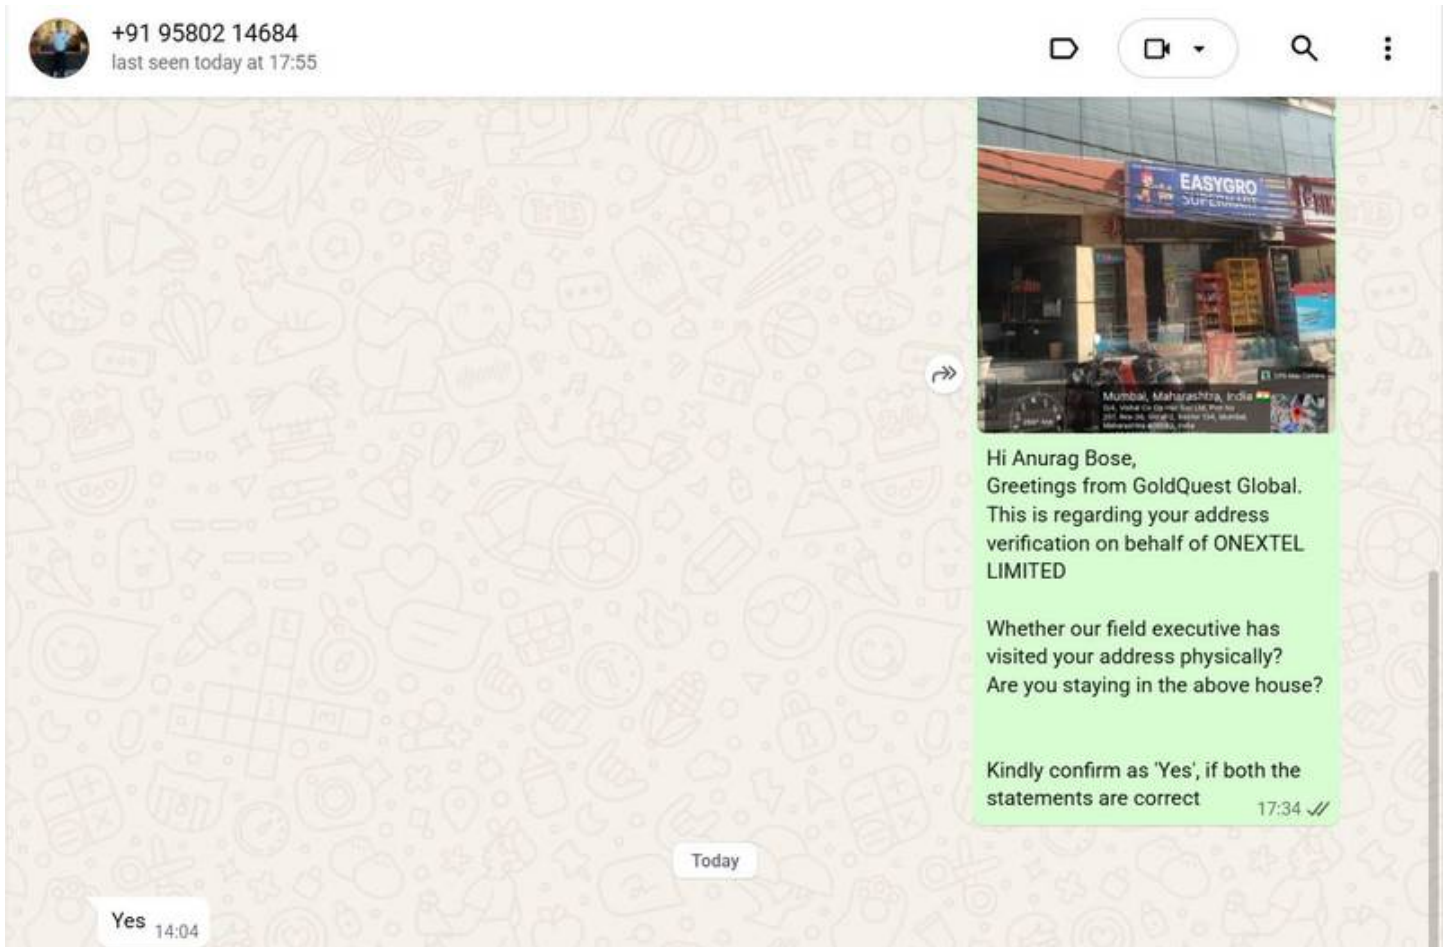 +91 95802 14684
last seen today at 17:55
EASYGRO
SUPERMART
Mumbai, Maharashtra, India
Hi Anurag Bose,
Greetings from GoldQuest Global.
This is regarding your address
verification on behalf of ONEXTEL
LIMITED
Whether our field executive has
visited your address physically?
Are you staying in the above house?
Kindly confirm as 'Yes', if both the
statements are correct
17:34
Today
Yes 14:04